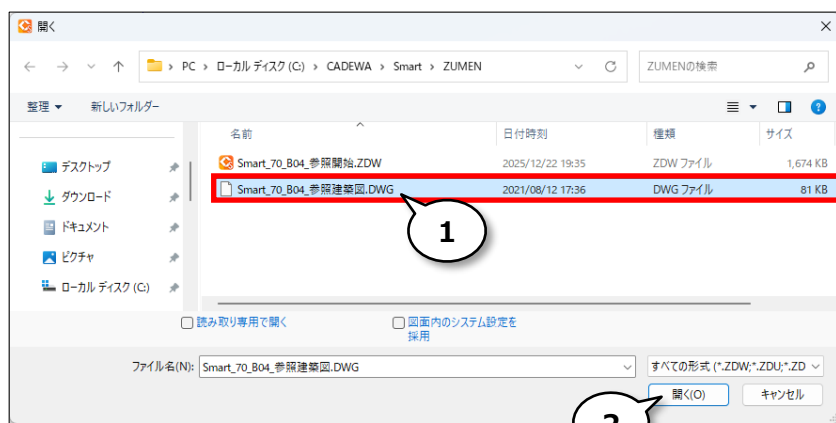 開く
PC › ローカル ディスク (C:) › CADEWA › Smart › ZUMEN
ZUMENの検索
整理 新しいフォルダー
名前 日付時刻 種類 サイズ
デスクトップ
ダウンロード
ドキュメント
ピクチャ
ローカル ディスク (C:)
Smart_70_B04_参照開始.ZDW 2025/12/22 19:35 ZDW ファイル 1,674 KB
Smart_70_B04_参照建築図.DWG 2021/08/12 17:36 DWG ファイル 81 KB
1
読み取り専用で開く
図面内のシステム設定を
採用
ファイル名(N): Smart_70_B04_参照建築図.DWG
すべての形式 (*.ZDW;*.ZDU;*.ZD
開く(O) キャンセル
2